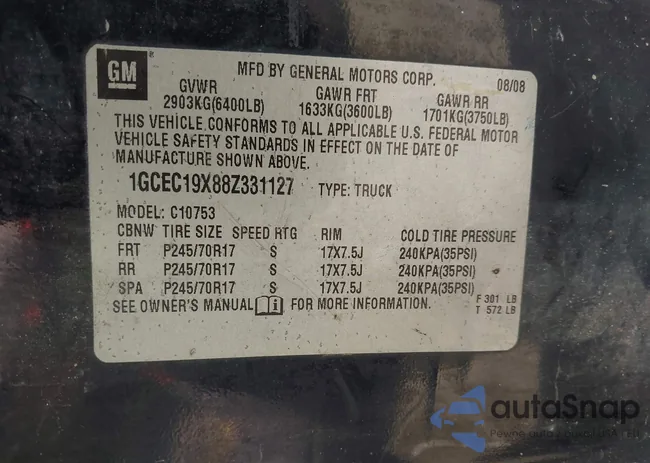 GM
MFD BY GENERAL MOTORS CORP. 08/08
GVWR GAWR FRT GAWR RR
2903KG(6400LB) 1633KG(3600LB) 1701KG(3750LB)
THIS VEHICLE CONFORMS TO ALL APPLICABLE U.S. FEDERAL MOTOR
VEHICLE SAFETY STANDARDS IN EFFECT ON THE DATE OF
MANUFACTURE SHOWN ABOVE.
1GCEC19X88Z331127 TYPE: TRUCK
MODEL: C10753
CBNW TIRE SIZE SPEED RTG RIM COLD TIRE PRESSURE
FRT P245/70R17 S 17X7.5J 240KPA(35PSI)
RR P245/70R17 S 17X7.5J 240KPA(35PSI)
SPA P245/70R17 S 17X7.5J 240KPA(35PSI)
SEE OWNER'S MANUAL FOR MORE INFORMATION.
F 301 LB
T 572 LB
autoSnap